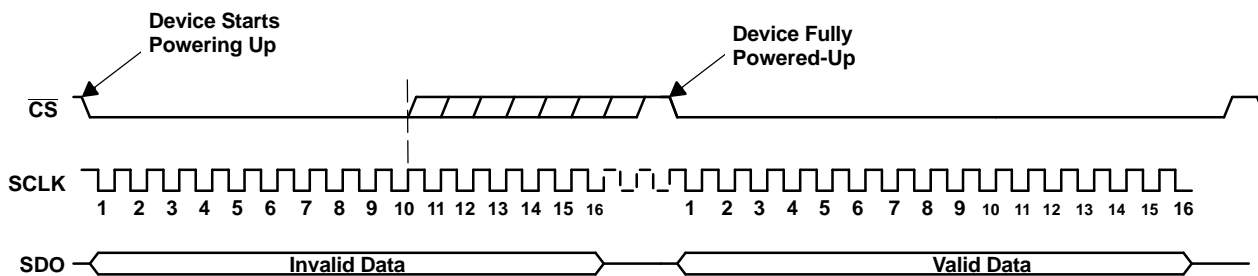 Device Starts
Powering Up
Device Fully
Powered-Up
CS
SCLK
1 2 3 4 5 6 7 8 9 10 11 12 13 14 15 16 1 2 3 4 5 6 7 8 9 10 11 12 13 14 15 16
SDO Invalid Data Valid Data